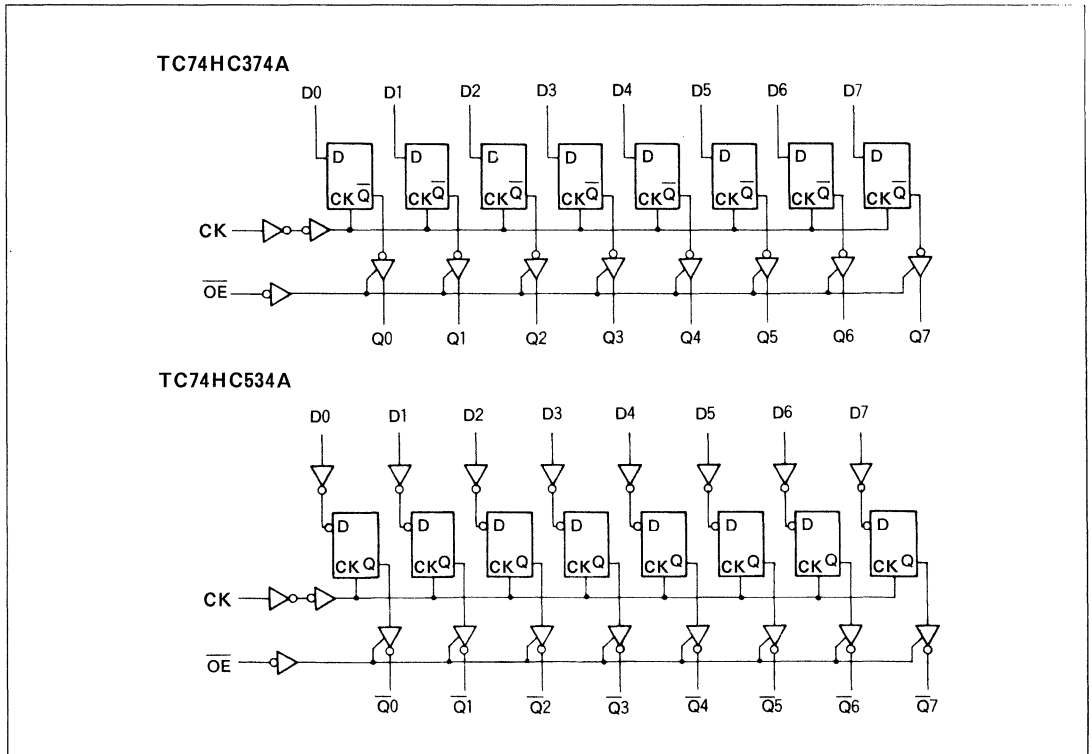 TC74HC374A
D0 D1 D2 D3 D4 D5 D6 D7
D D D D D D D D
CK Q̅ CK Q̅ CK Q̅ CK Q̅ CK Q̅ CK Q̅ CK Q̅ CK Q̅
CK
O̅E̅
Q0 Q1 Q2 Q3 Q4 Q5 Q6 Q7
TC74HC534A
D0 D1 D2 D3 D4 D5 D6 D7
D D D D D D D D
CK Q CK Q CK Q CK Q CK Q CK Q CK Q CK Q
CK
O̅E̅
Q̅0 Q̅1 Q̅2 Q̅3 Q̅4 Q̅5 Q̅6 Q̅7